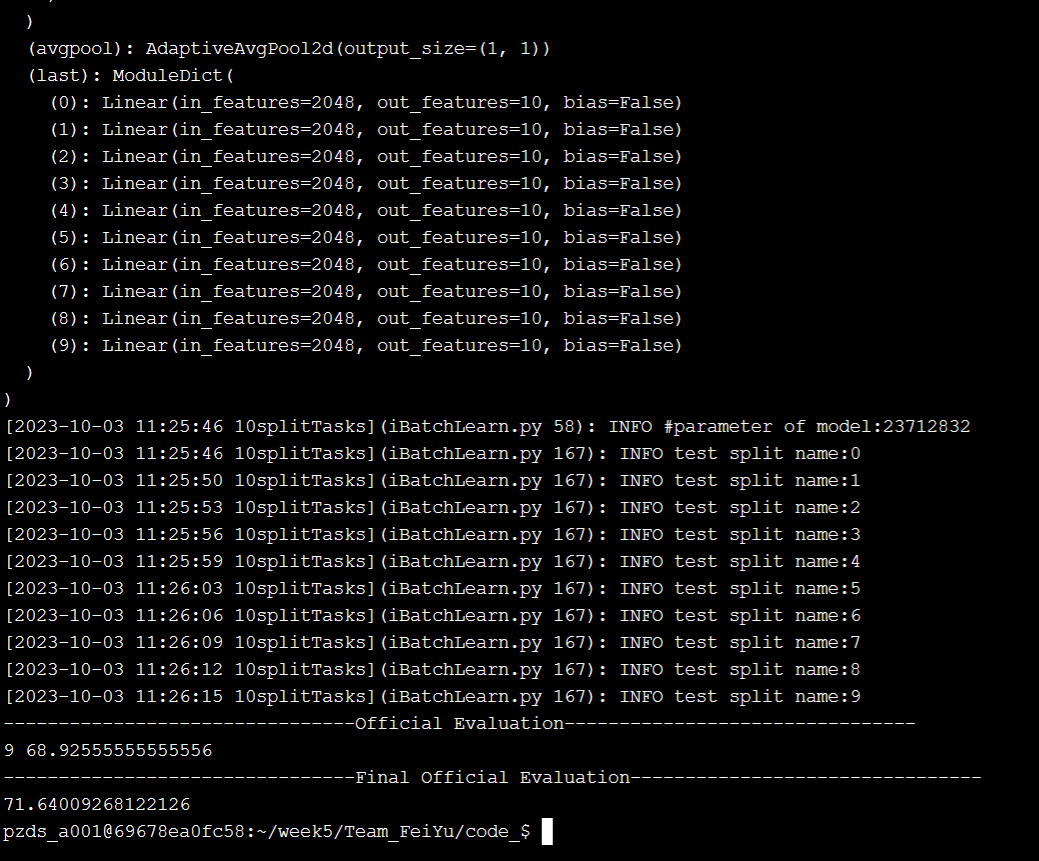 )
(avgpool): AdaptiveAvgPool2d(output_size=(1, 1))
(last): ModuleDict(
(0): Linear(in_features=2048, out_features=10, bias=False)
(1): Linear(in_features=2048, out_features=10, bias=False)
(2): Linear(in_features=2048, out_features=10, bias=False)
(3): Linear(in_features=2048, out_features=10, bias=False)
(4): Linear(in_features=2048, out_features=10, bias=False)
(5): Linear(in_features=2048, out_features=10, bias=False)
(6): Linear(in_features=2048, out_features=10, bias=False)
(7): Linear(in_features=2048, out_features=10, bias=False)
(8): Linear(in_features=2048, out_features=10, bias=False)
(9): Linear(in_features=2048, out_features=10, bias=False)
)
)
[2023-10-03 11:25:46 10splitTasks](iBatchLearn.py 58): INFO #parameter of model:23712832
[2023-10-03 11:25:46 10splitTasks](iBatchLearn.py 167): INFO test split name:0
[2023-10-03 11:25:50 10splitTasks](iBatchLearn.py 167): INFO test split name:1
[2023-10-03 11:25:53 10splitTasks](iBatchLearn.py 167): INFO test split name:2
[2023-10-03 11:25:56 10splitTasks](iBatchLearn.py 167): INFO test split name:3
[2023-10-03 11:25:59 10splitTasks](iBatchLearn.py 167): INFO test split name:4
[2023-10-03 11:26:03 10splitTasks](iBatchLearn.py 167): INFO test split name:5
[2023-10-03 11:26:06 10splitTasks](iBatchLearn.py 167): INFO test split name:6
[2023-10-03 11:26:09 10splitTasks](iBatchLearn.py 167): INFO test split name:7
[2023-10-03 11:26:12 10splitTasks](iBatchLearn.py 167): INFO test split name:8
[2023-10-03 11:26:15 10splitTasks](iBatchLearn.py 167): INFO test split name:9
--------------------------------Official Evaluation--------------------------------
9 68.92555555555556
--------------------------------Final Official Evaluation--------------------------------
71.64009268122126
pzds_a001@69678ea0fc58:~/week5/Team_FeiYu/code_$